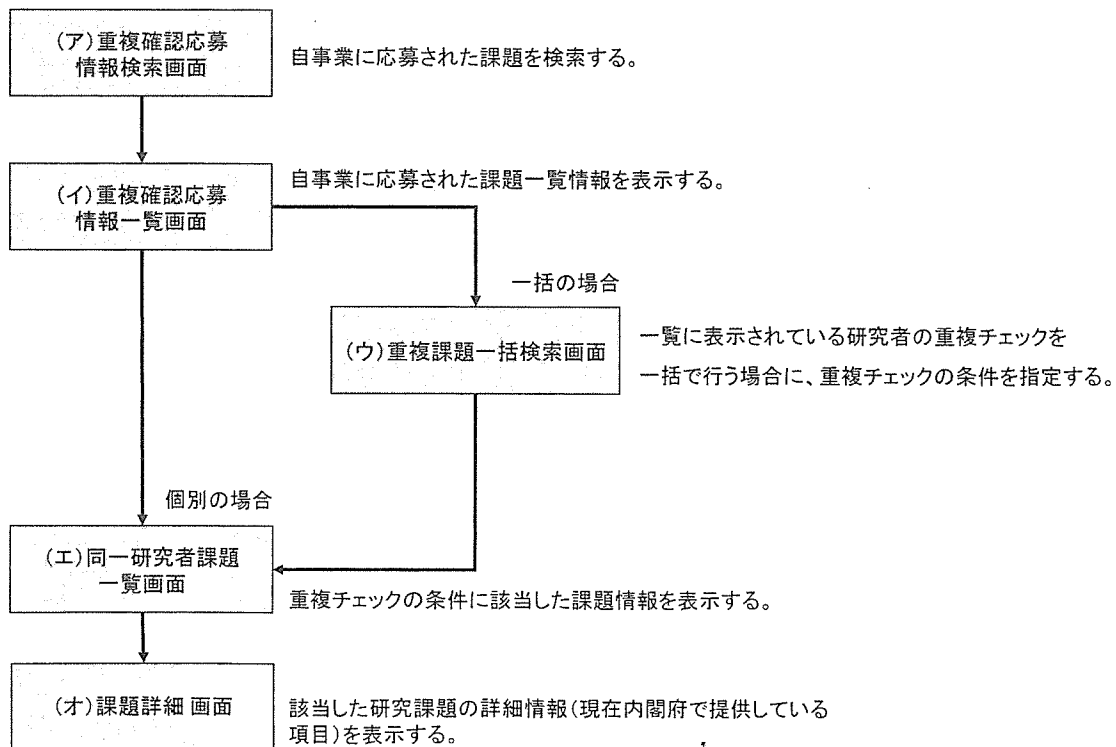 (ア)重複確認応募
情報検索画面
自事業に応募された課題を検索する。
(イ)重複確認応募
情報一覧画面
自事業に応募された課題一覧情報を表示する。
一括の場合
(ウ)重複課題一括検索画面
一覧に表示されている研究者の重複チェックを
一括で行う場合に、重複チェックの条件を指定する。
個別の場合
(エ)同一研究者課題
一覧画面
重複チェックの条件に該当した課題情報を表示する。
(オ)課題詳細 画面
該当した研究課題の詳細情報(現在内閣府で提供している
項目)を表示する。